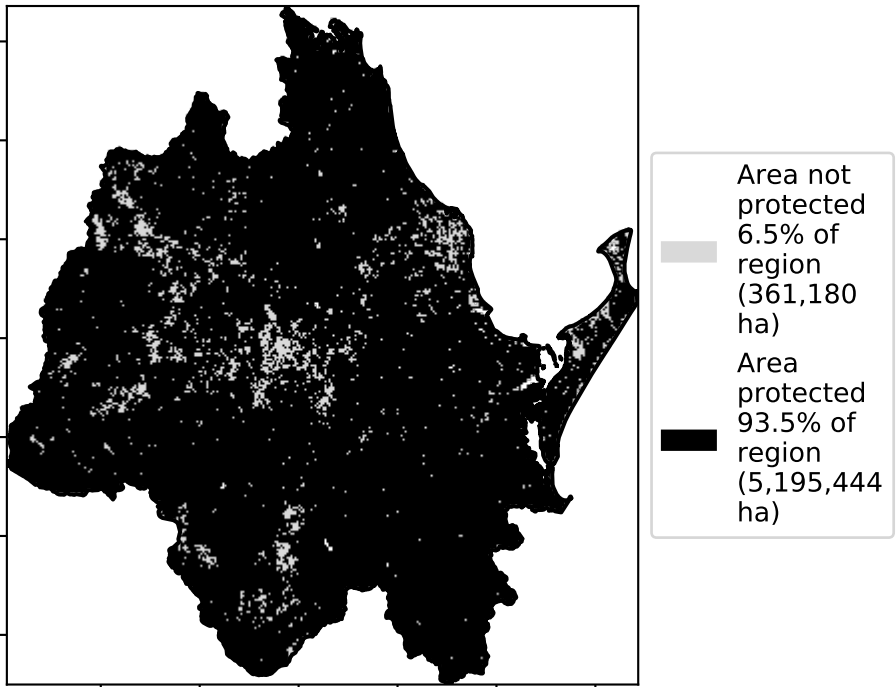 Area not
protected
6.5% of
region
(361,180
ha)
Area
protected
93.5% of
region
(5,195,444
ha)